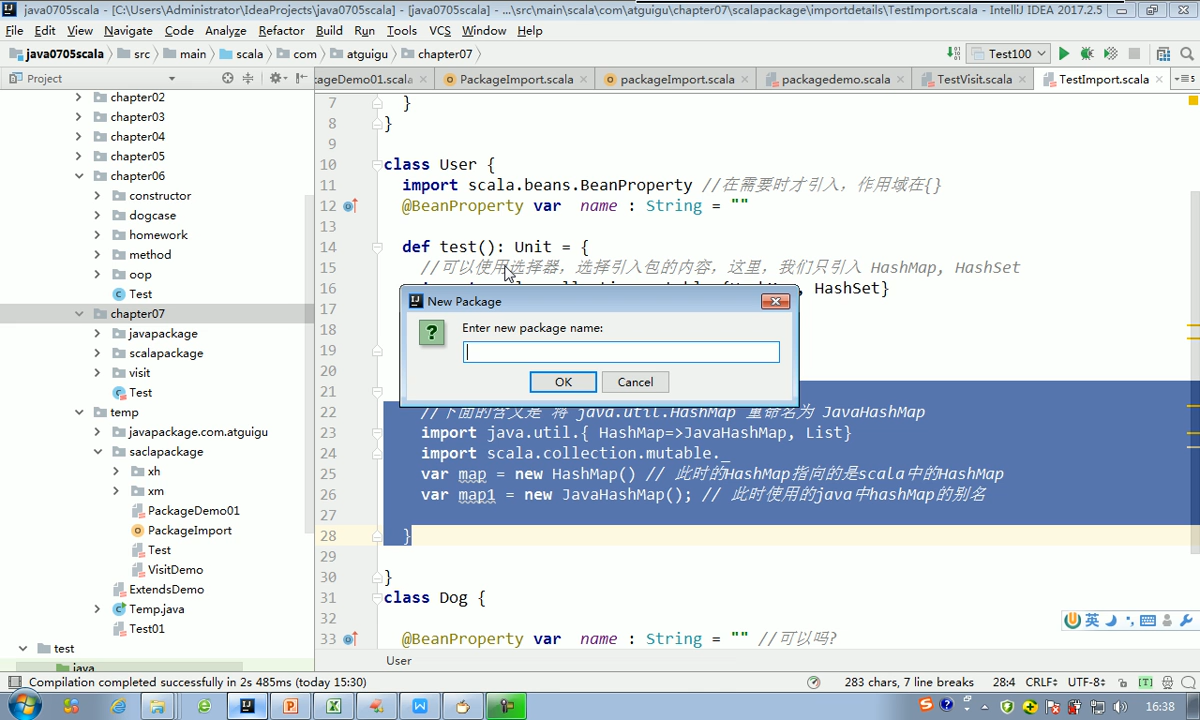 java0705scala - [C:\Users\Administrator\IdeaProjects\java0705scala] - [java0705scala] - ...\src\main\scala\com\atguigu\chapter07\scalapackage\importdetails\TestImport.scala - IntelliJ IDEA 2017.2.5
File Edit View Navigate Code Analyze Refactor Build Run Tools VCS Window Help
java0705scala src main scala com atguigu chapter07 Test100
Project
kageDemo01.scala PackageImport.scala packageImport.scala packagedemo.scala TestVisit.scala TestImport.scala
chapter02
chapter03
chapter04
chapter05
chapter06
constructor
dogcase
homework
method
oop
Test
chapter07
javapackage
scalapackage
visit
Test
temp
javapackage.com.atguigu
saclapackage
xh
xm
PackageDemo01
PackageImport
Test
VisitDemo
ExtendsDemo
Temp.java
Test01
test
java
7 }
8 }
9
10 class User {
11 import scala.beans.BeanProperty //在需要时才引入，作用域在{}
12 @BeanProperty var name : String = ""
13
14 def test(): Unit = {
15 //可以使用选择器，选择引入包的内容，这里，我们只引入 HashMap, HashSet
16 , HashSet}
17
18
19
20
21
22 //下面的含义是 将 java.util.HashMap 重命名为 JavaHashMap
23 import java.util.{ HashMap=>JavaHashMap, List}
24 import scala.collection.mutable._
25 var map = new HashMap() // 此时的HashMap指向的是scala中的HashMap
26 var map1 = new JavaHashMap(); // 此时使用的java中hashMap的别名
27
28 }
29
30 }
31 class Dog {
32
33 @BeanProperty var name : String = "" //可以吗?
User
New Package
Enter new package name:
OK Cancel
英
Compilation completed successfully in 2s 485ms (today 15:30) 283 chars, 7 line breaks 28:4 CRLF UTF-8
16:38